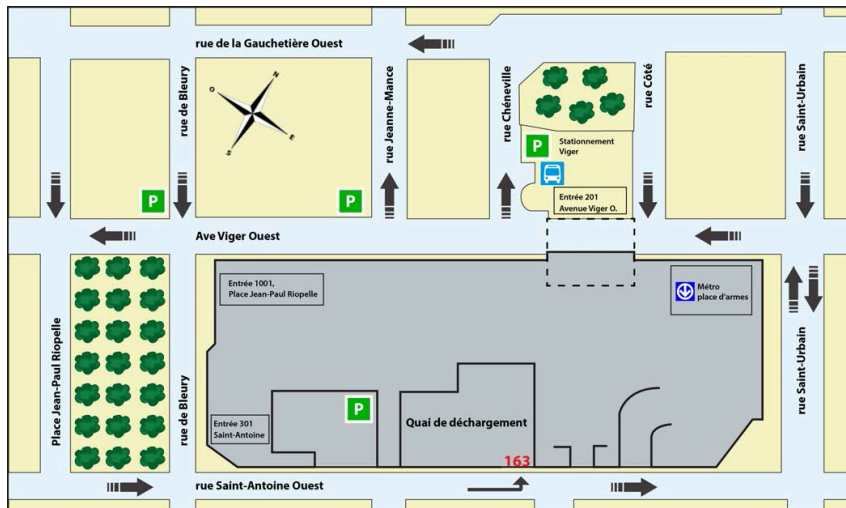 rue de la Gauchetière Ouest
rue de Bleury
rue Jeanne-Mance
rue Chéneville
rue Côté
rue Saint-Urbain
N
O
E
S
P
Stationnement
Viger
P
P
Entrée 201
Avenue Viger O.
Ave Viger Ouest
Entrée 1001,
Place Jean-Paul Riopelle
Métro
place d'armes
Place Jean-Paul Riopelle
rue de Bleury
rue Saint-Urbain
P
Entrée 301
Saint-Antoine
Quai de déchargement
163
rue Saint-Antoine Ouest